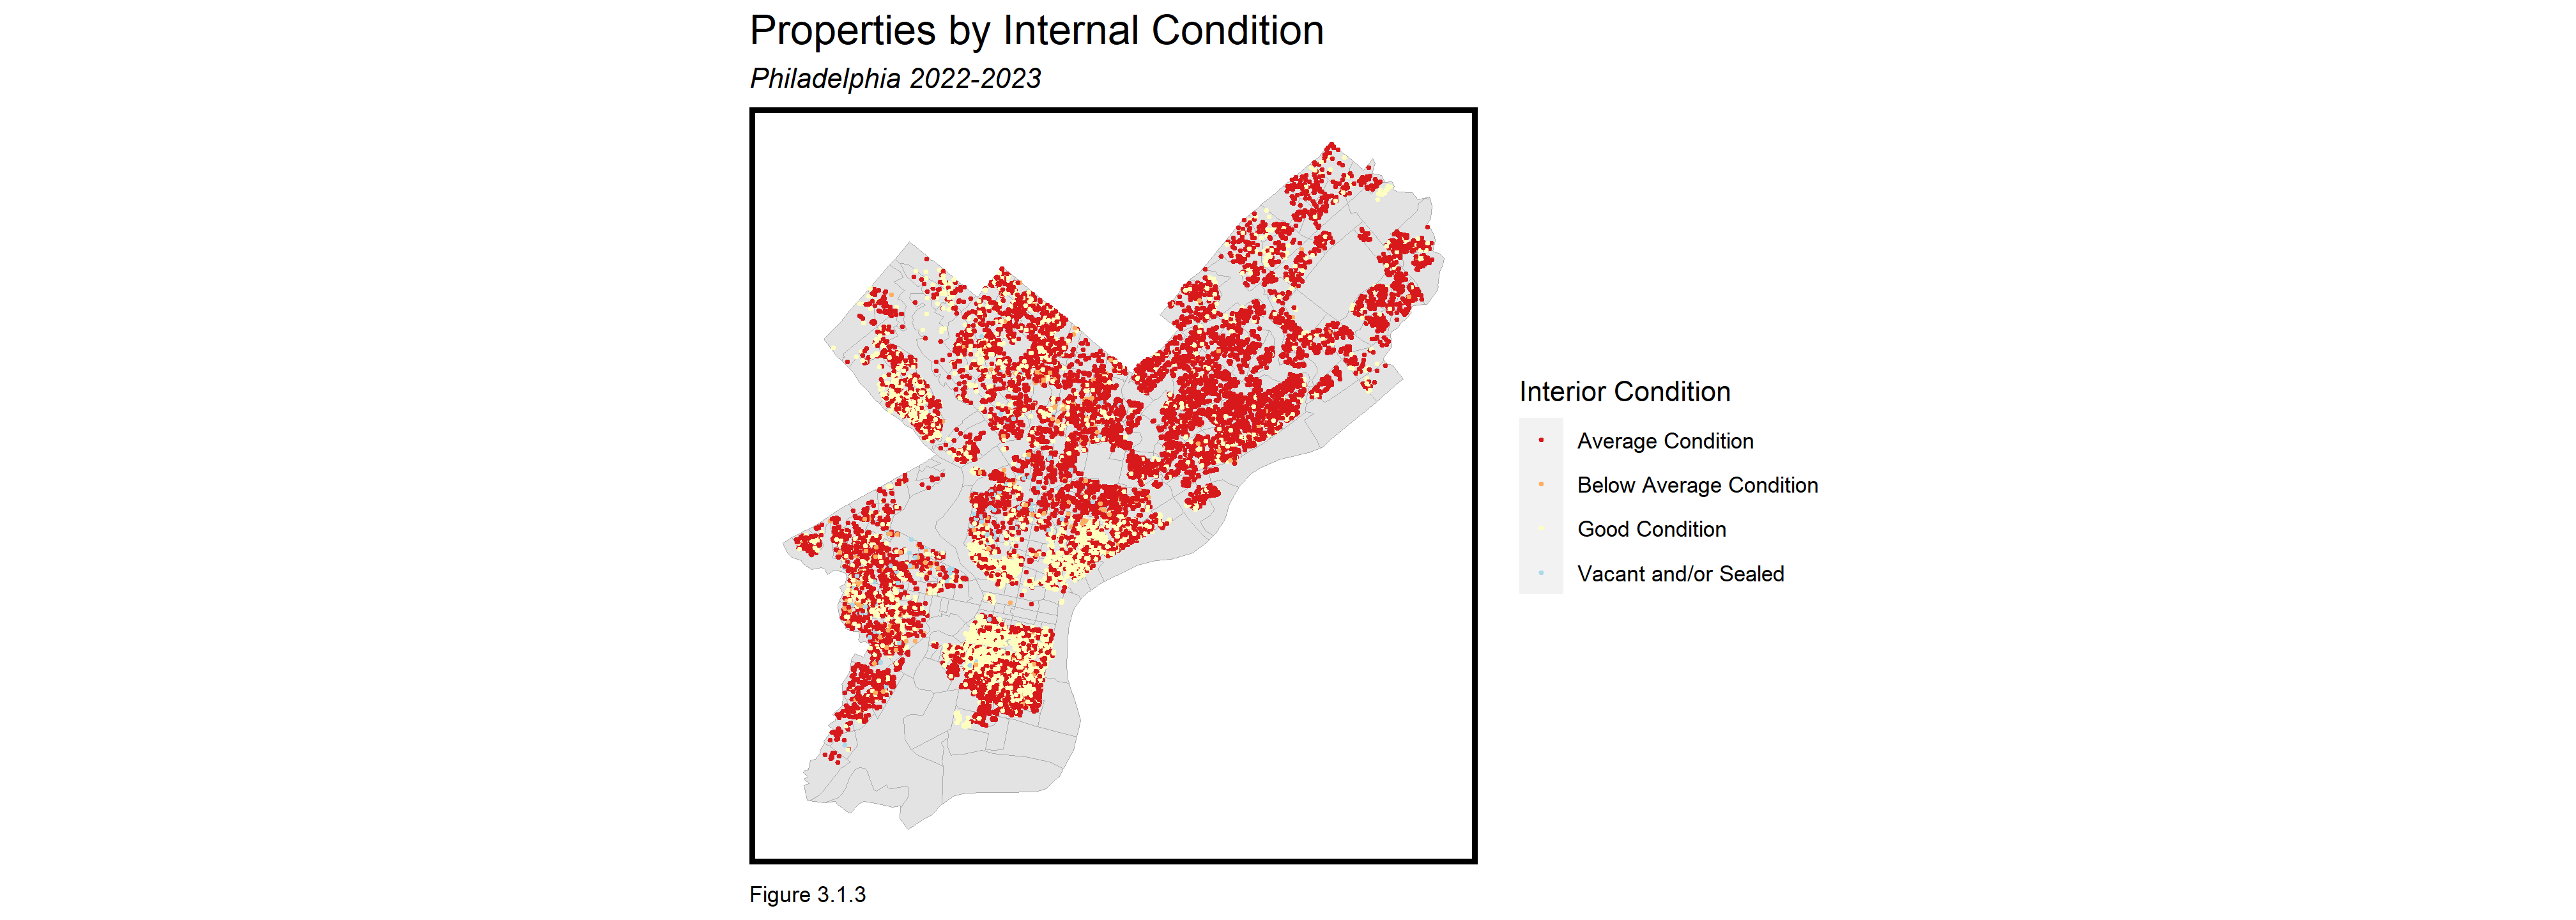 Properties by Internal Condition
Philadelphia 2022-2023
Interior Condition
Average Condition
Below Average Condition
Good Condition
Vacant and/or Sealed
Figure 3.1.3